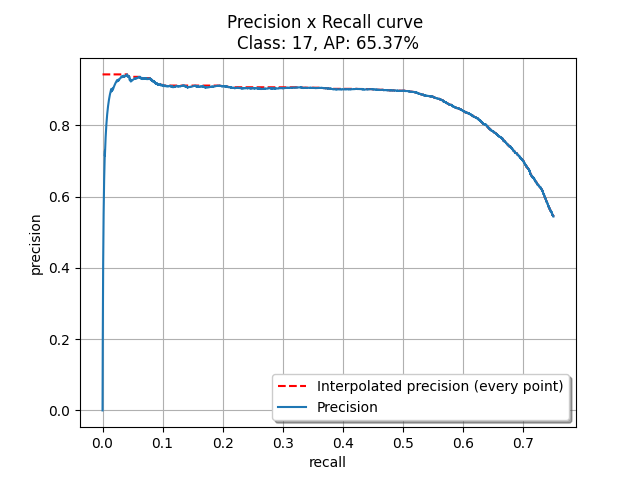 Precision x Recall curve
Class: 17, AP: 65.37%
precision
0.8
0.6
0.4
0.2
0.0
Interpolated precision (every point)
Precision
0.0 0.1 0.2 0.3 0.4 0.5 0.6 0.7
recall